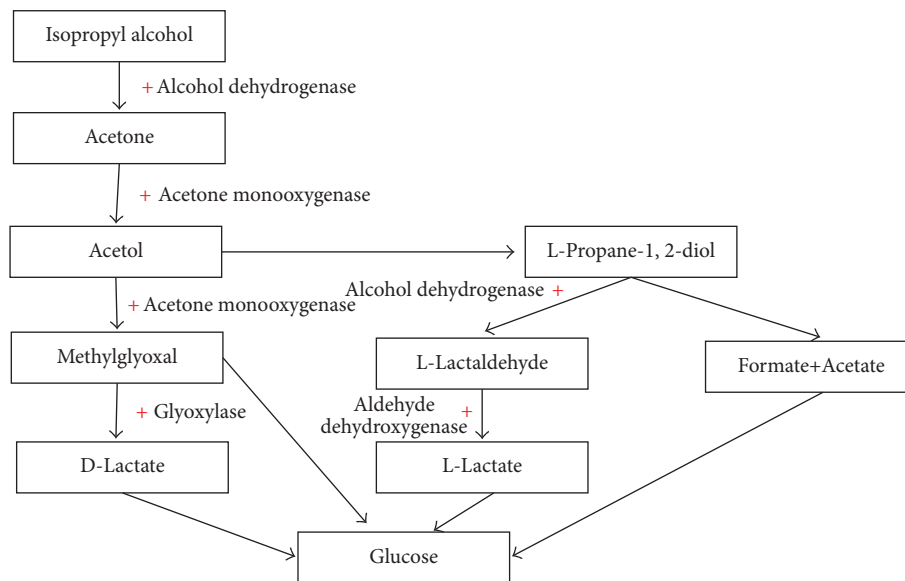 Isopropyl alcohol
+ Alcohol dehydrogenase
Acetone
+ Acetone monooxygenase
Acetol
L-Propane-1, 2-diol
+ Acetone monooxygenase
Alcohol dehydrogenase +
Methylglyoxal
L-Lactaldehyde
Formate+Acetate
+ Glyoxylase
Aldehyde +
dehydroxygenase
D-Lactate
L-Lactate
Glucose